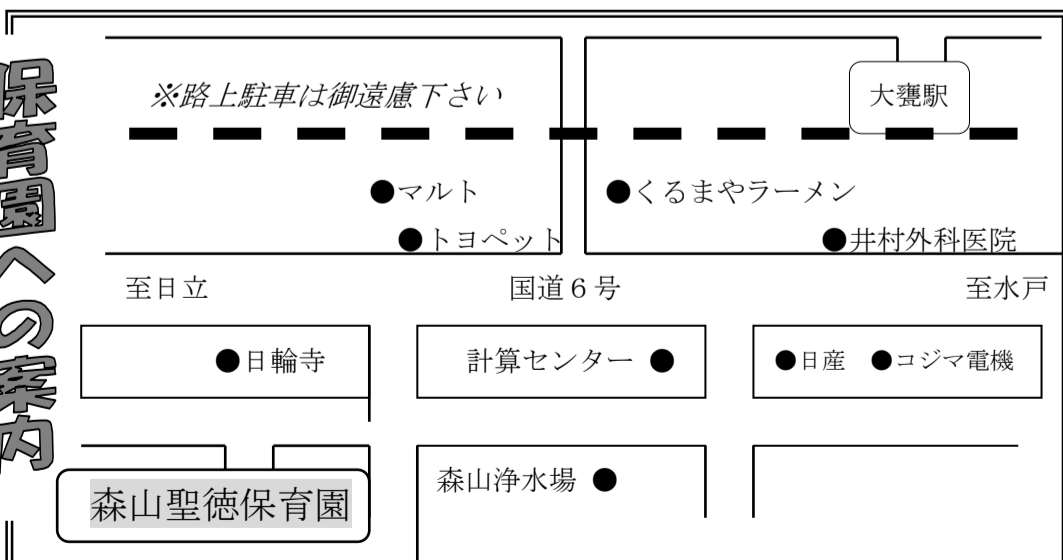 保育園への案内
※路上駐車は御遠慮下さい
大甕駅
●マルト
●くるまやラーメン
●トヨペット
●井村外科医院
至日立
国道6号
至水戸
●日輪寺
計算センター ●
●日産 ●コジマ電機
森山浄水場 ●
森山聖徳保育園